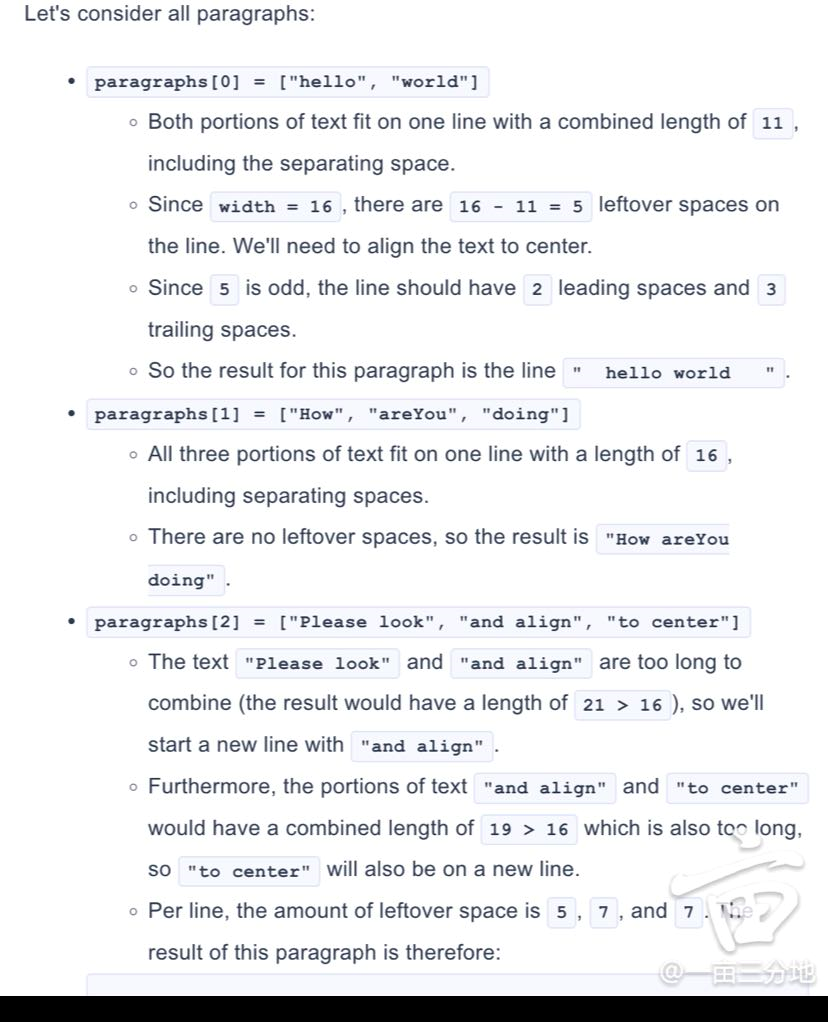 Let's consider all paragraphs:
• paragraphs[0] = ["hello", "world"]
◦ Both portions of text fit on one line with a combined length of 11 ,
including the separating space.
◦ Since width = 16 , there are 16 - 11 = 5 leftover spaces on
the line. We'll need to align the text to center.
◦ Since 5 is odd, the line should have 2 leading spaces and 3
trailing spaces.
◦ So the result for this paragraph is the line "  hello world   " .
• paragraphs[1] = ["How", "areYou", "doing"]
◦ All three portions of text fit on one line with a length of 16 ,
including separating spaces.
◦ There are no leftover spaces, so the result is "How areYou
doing" .
• paragraphs[2] = ["Please look", "and align", "to center"]
◦ The text "Please look" and "and align" are too long to
combine (the result would have a length of 21 > 16 ), so we'll
start a new line with "and align" .
◦ Furthermore, the portions of text "and align" and "to center"
would have a combined length of 19 > 16 which is also too long,
so "to center" will also be on a new line.
◦ Per line, the amount of leftover space is 5 , 7 , and 7 . The
result of this paragraph is therefore:
亩
@一亩三分地